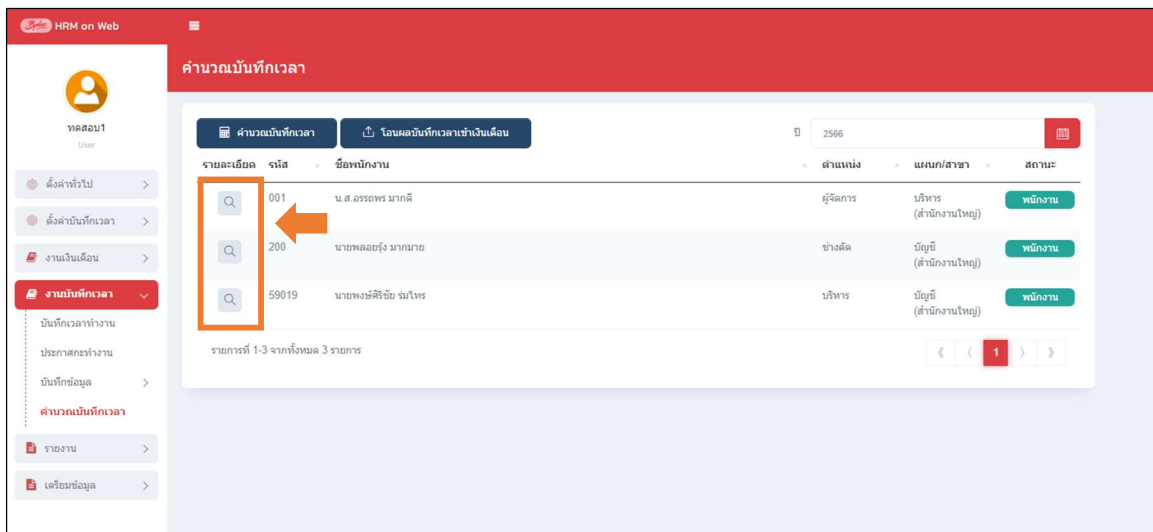 HRM on Web
คำนวณบันทึกเวลา
ทดสอบ1
User
ตั้งค่าทั่วไป
ตั้งค่าบันทึกเวลา
งานเงินเดือน
งานบันทึกเวลา
บันทึกเวลาทำงาน
ประกาศกะทำงาน
บันทึกข้อมูล
คำนวณบันทึกเวลา
รายงาน
เตรียมข้อมูล
คำนวณบันทึกเวลา โอนผลบันทึกเวลาเข้าเงินเดือน ปี 2566
รายละเอียด รหัส ชื่อพนักงาน ตำแหน่ง แผนก/สาขา สถานะ
001 น.ส.อรรถพร มากดี ผู้จัดการ บริหาร พนักงาน
(สำนักงานใหญ่)
200 นายพลอยรุ้ง มากมาย ช่างตัด บัญชี พนักงาน
(สำนักงานใหญ่)
59019 นายพงษ์ศิริชัย ร่มไทร บริหาร บัญชี พนักงาน
(สำนักงานใหญ่)
รายการที่ 1-3 จากทั้งหมด 3 รายการ 1